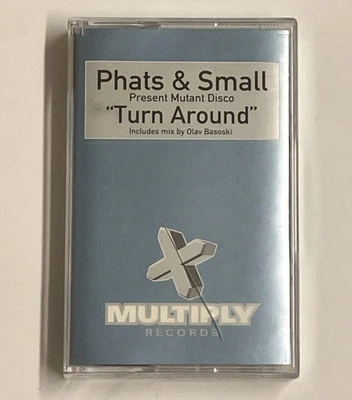 Phats & Small
Present Mutant Disco
"Turn Around"
Includes mix by Olav Basoski
MULTIPLY
RECORDS